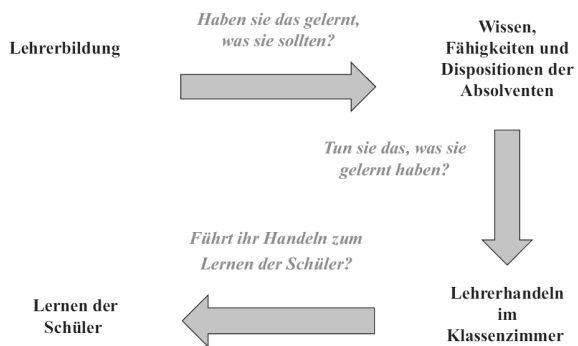 Lehrerbildung
Haben sie das gelernt,
was sie sollten?
Wissen,
Fähigkeiten und
Dispositionen der
Absolventen
Tun sie das, was sie
gelernt haben?
Führt ihr Handeln zum
Lernen der Schüler?
Lernen der
Schüler
Lehrerhandeln
im
Klassenzimmer